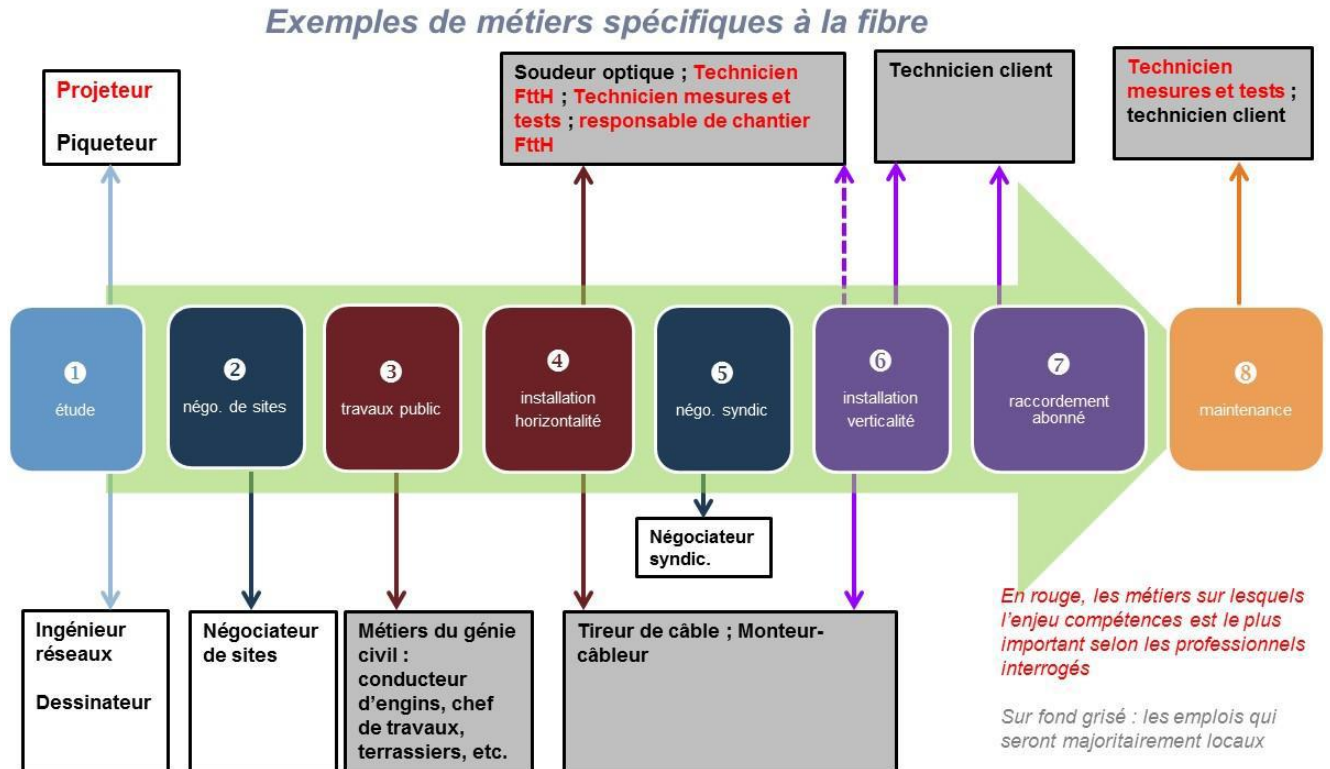 Exemples de métiers spécifiques à la fibre
Projeteur
Piqueteur
Soudeur optique ; Technicien
FttH ; Technicien mesures et
tests ; responsable de chantier
FttH
Technicien client
Technicien
mesures et tests ;
technicien client
1
étude
2
négo. de sites
3
travaux public
4
installation
horizontalité
5
négo. syndic
6
installation
verticalité
7
raccordement
abonné
8
maintenance
Négociateur
syndic.
Ingénieur
réseaux
Dessinateur
Négociateur
de sites
Métiers du génie
civil :
conducteur
d'engins, chef
de travaux,
terrassiers, etc.
Tireur de câble ; Monteur-
câbleur
En rouge, les métiers sur lesquels
l'enjeu compétences est le plus
important selon les professionnels
interrogés
Sur fond grisé : les emplois qui
seront majoritairement locaux